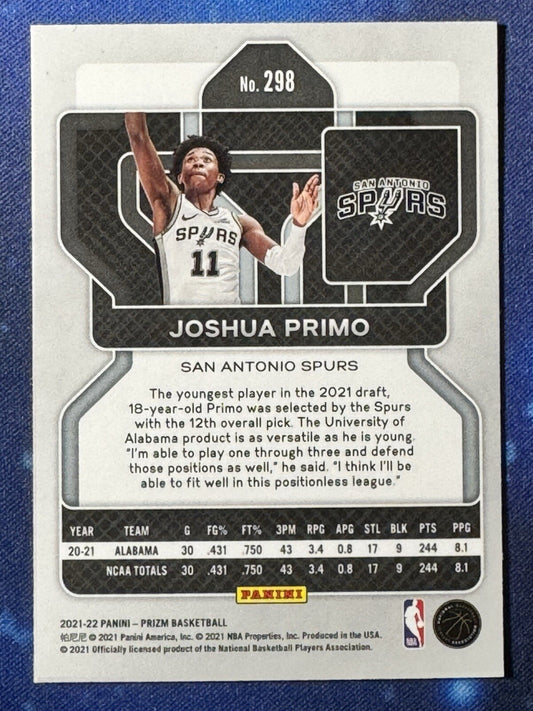 No. 298
SAN ANTONIO
SPURS
SPURS
11
JOSHUA PRIMO
SAN ANTONIO SPURS
The youngest player in the 2021 draft,
18-year-old Primo was selected by the Spurs
with the 12th overall pick. The University of
Alabama product is as versatile as he is young.
"I'm able to play one through three and defend
those positions as well," he said. "I think I'll be
able to fit well in this positionless league."
YEAR TEAM G FG% FT% 3PM RPG APG STL BLK PTS PPG
20-21 ALABAMA 30 .431 .750 43 3.4 0.8 17 9 244 8.1
NCAA TOTALS 30 .431 .750 43 3.4 0.8 17 9 244 8.1
PANINI
2021-22 PANINI – PRIZM BASKETBALL
帕尼尼 © 2021 Panini America, Inc. © 2021 NBA Properties, Inc. Produced in the USA.
© 2021 Officially licensed product of the National Basketball Players Association.
NBA